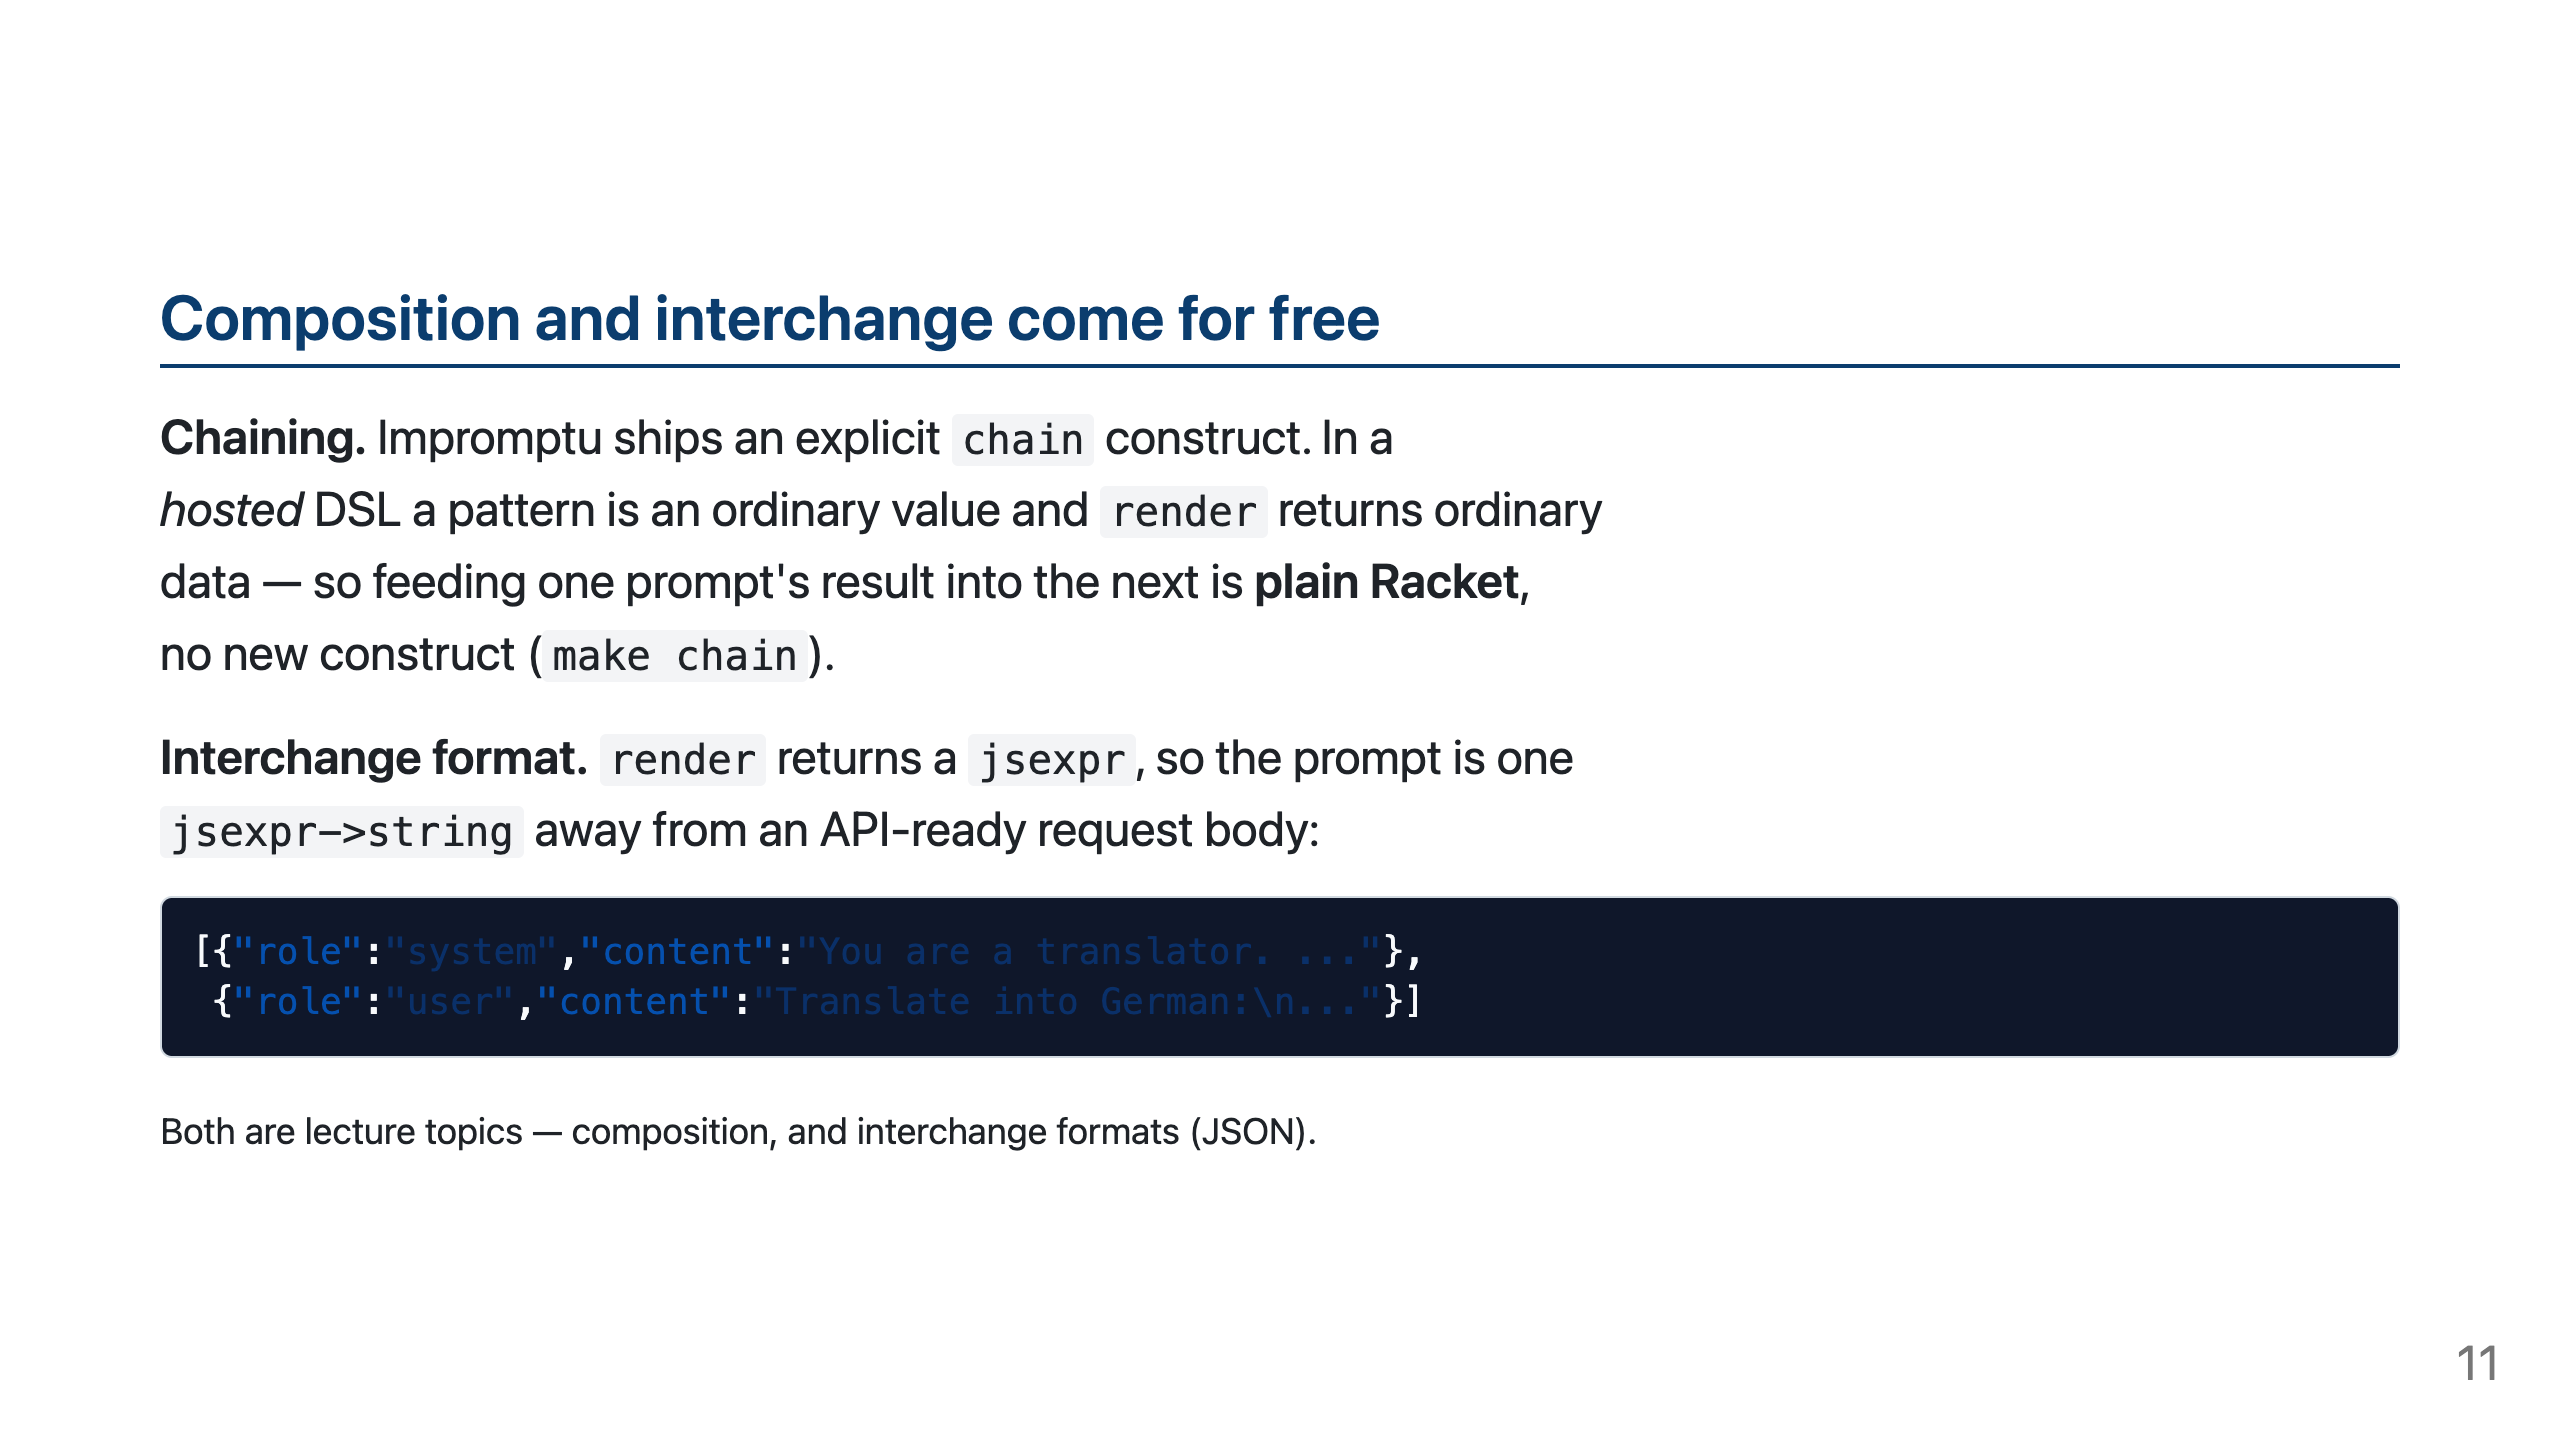 Composition and interchange come for free
Chaining. Impromptu ships an explicit chain construct. In a
hosted DSL a pattern is an ordinary value and render returns ordinary
data — so feeding one prompt's result into the next is plain Racket,
no new construct (make chain).
Interchange format. render returns a jsexpr, so the prompt is one
jsexpr->string away from an API-ready request body:
[{"role":"system","content":"You are a translator. ..."},
 {"role":"user","content":"Translate into German:\n..."}]
Both are lecture topics — composition, and interchange formats (JSON).
11